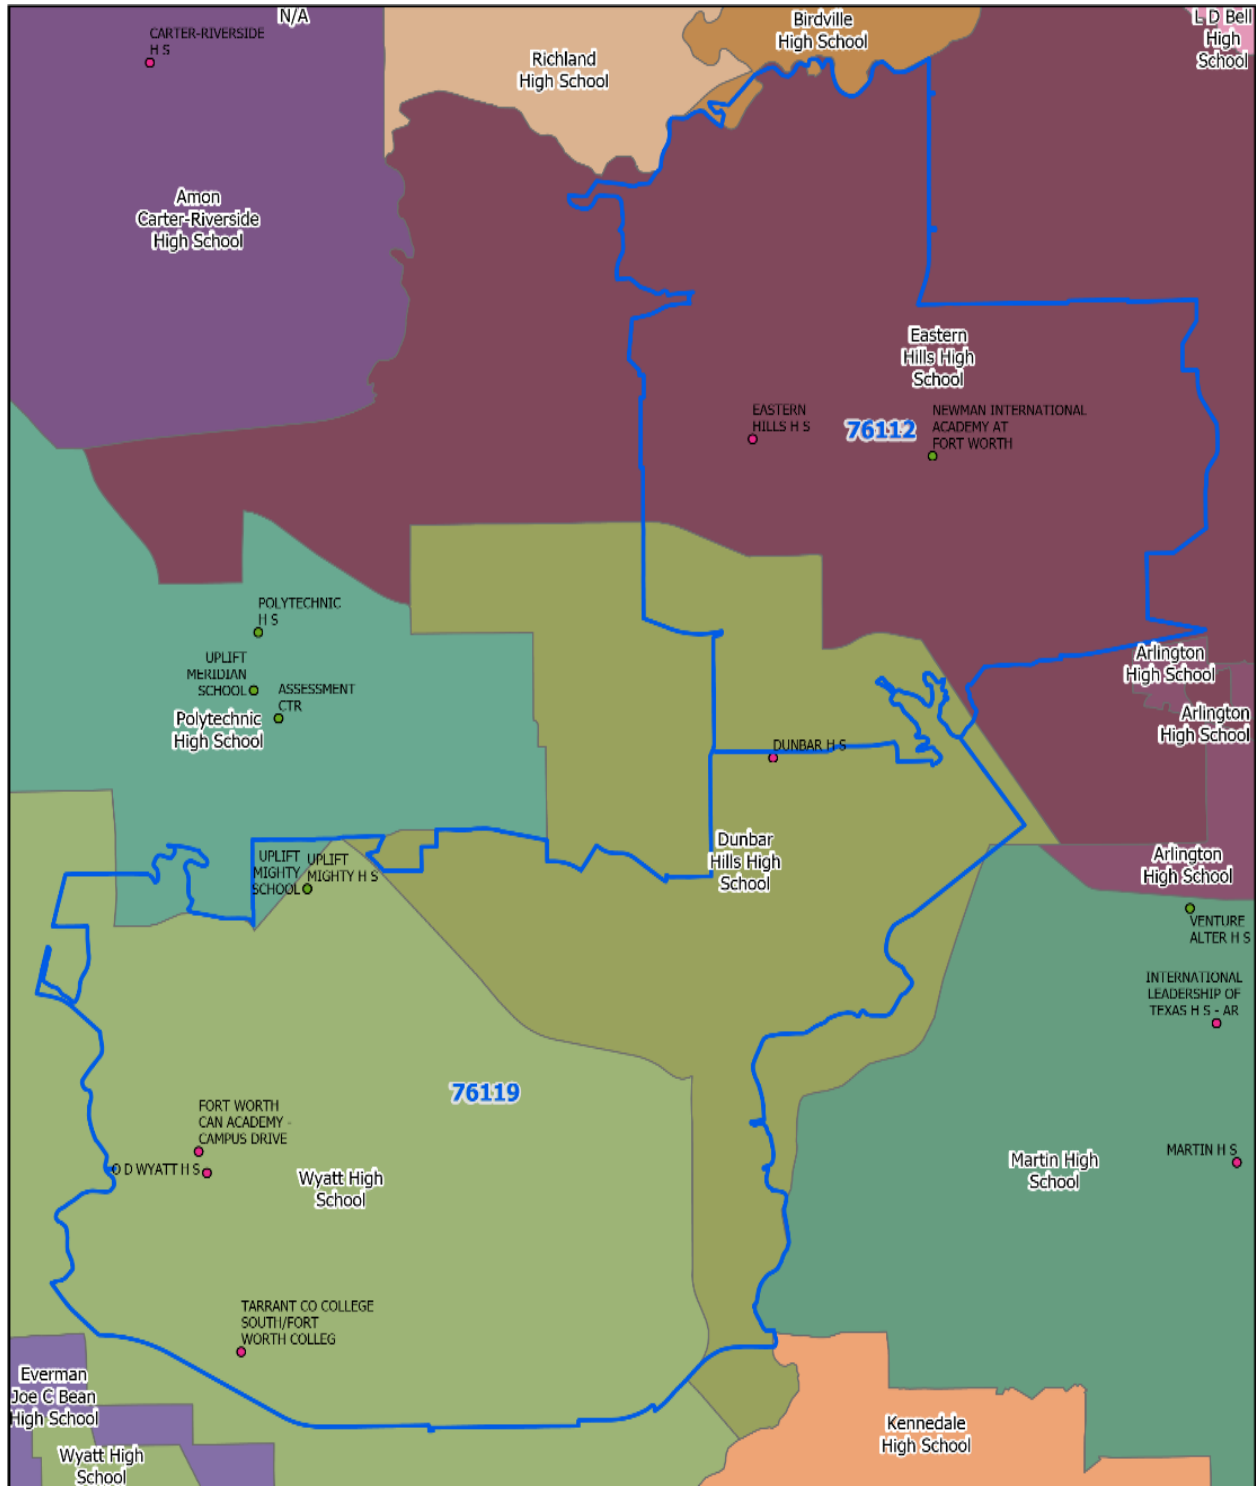 N/A
CARTER-RIVERSIDE
H S
Richland
High School
Birdville
High School
L D Bell
High
School
Amon
Carter-Riverside
High School
Eastern
Hills High
School
EASTERN
HILLS H S
76112
NEWMAN INTERNATIONAL
ACADEMY AT
FORT WORTH
POLYTECHNIC
H S
UPLIFT
MERIDIAN
SCHOOL
ASSESSMENT
CTR
Polytechnic
High School
Arlington
High School
Arlington
High School
DUNBAR H S
Dunbar
Hills High
School
UPLIFT
MIGHTY
SCHOOL
UPLIFT
MIGHTY H S
Arlington
High School
VENTURE
ALTER H S
INTERNATIONAL
LEADERSHIP OF
TEXAS H S - AR
76119
FORT WORTH
CAN ACADEMY -
CAMPUS DRIVE
O D WYATT H S
Wyatt High
School
Martin High
School
MARTIN H S
TARRANT CO COLLEGE
SOUTH/FORT
WORTH COLLEG
Everman
Joe C Bean
High School
Wyatt High
School
Kennedale
High School